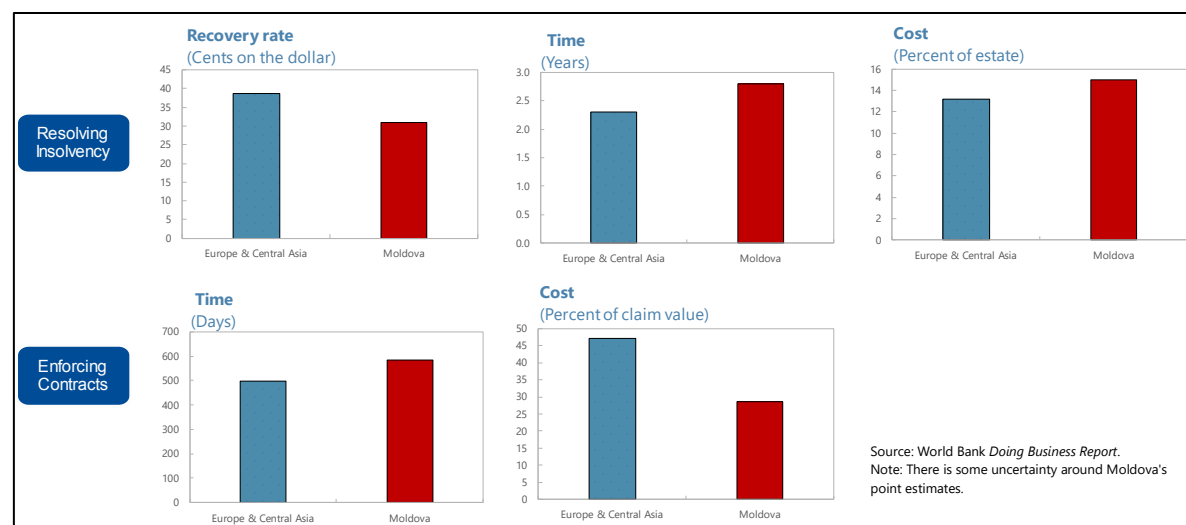 Recovery rate
(Cents on the dollar)
45
40
35
30
25
20
15
10
5
0
Europe & Central Asia
Moldova
Time
(Years)
3.0
2.5
2.0
1.5
1.0
0.5
0.0
Europe & Central Asia
Moldova
Cost
(Percent of estate)
16
14
12
10
8
6
4
2
0
Europe & Central Asia
Moldova
Resolving
Insolvency
Time
(Days)
700
600
500
400
300
200
100
0
Europe & Central Asia
Moldova
Cost
(Percent of claim value)
50
45
40
35
30
25
20
15
10
5
0
Europe & Central Asia
Moldova
Enforcing
Contracts
Source: World Bank Doing Business Report.
Note: There is some uncertainty around Moldova's
point estimates.